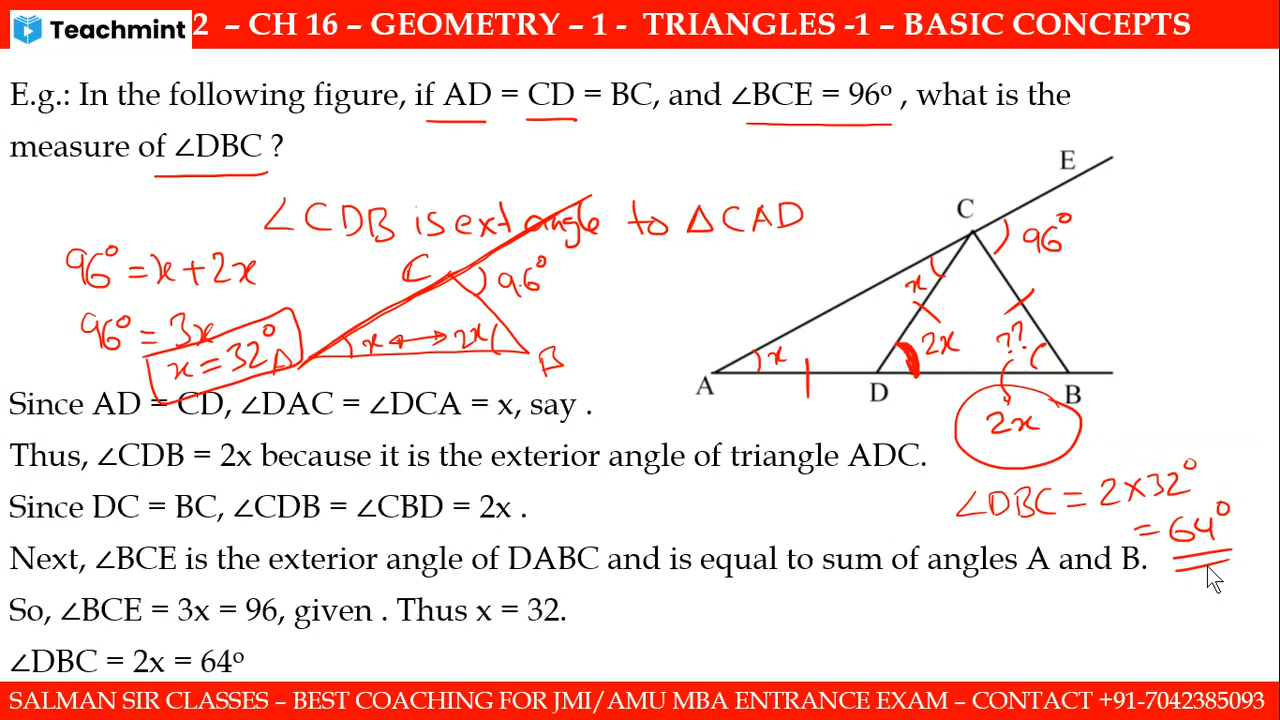 Teachmint
2 – CH 16 – GEOMETRY – 1 - TRIANGLES -1 – BASIC CONCEPTS
E.g.: In the following figure, if AD = CD = BC, and ∠BCE = 96º , what is the
measure of ∠DBC ?
∠CDB is ext angle to △CAD
96° = x + 2x
96° = 3x
x = 32°
C
96°
x ↔ 2x
A
B
E
C
96°
x
x
2x
??
A
D
B
2x
Since AD = CD, ∠DAC = ∠DCA = x, say .
Thus, ∠CDB = 2x because it is the exterior angle of triangle ADC.
∠DBC = 2×32°
= 64°
Since DC = BC, ∠CDB = ∠CBD = 2x .
Next, ∠BCE is the exterior angle of DABC and is equal to sum of angles A and B.
So, ∠BCE = 3x = 96, given . Thus x = 32.
∠DBC = 2x = 64º
SALMAN SIR CLASSES – BEST COACHING FOR JMI/AMU MBA ENTRANCE EXAM – CONTACT +91-7042385093